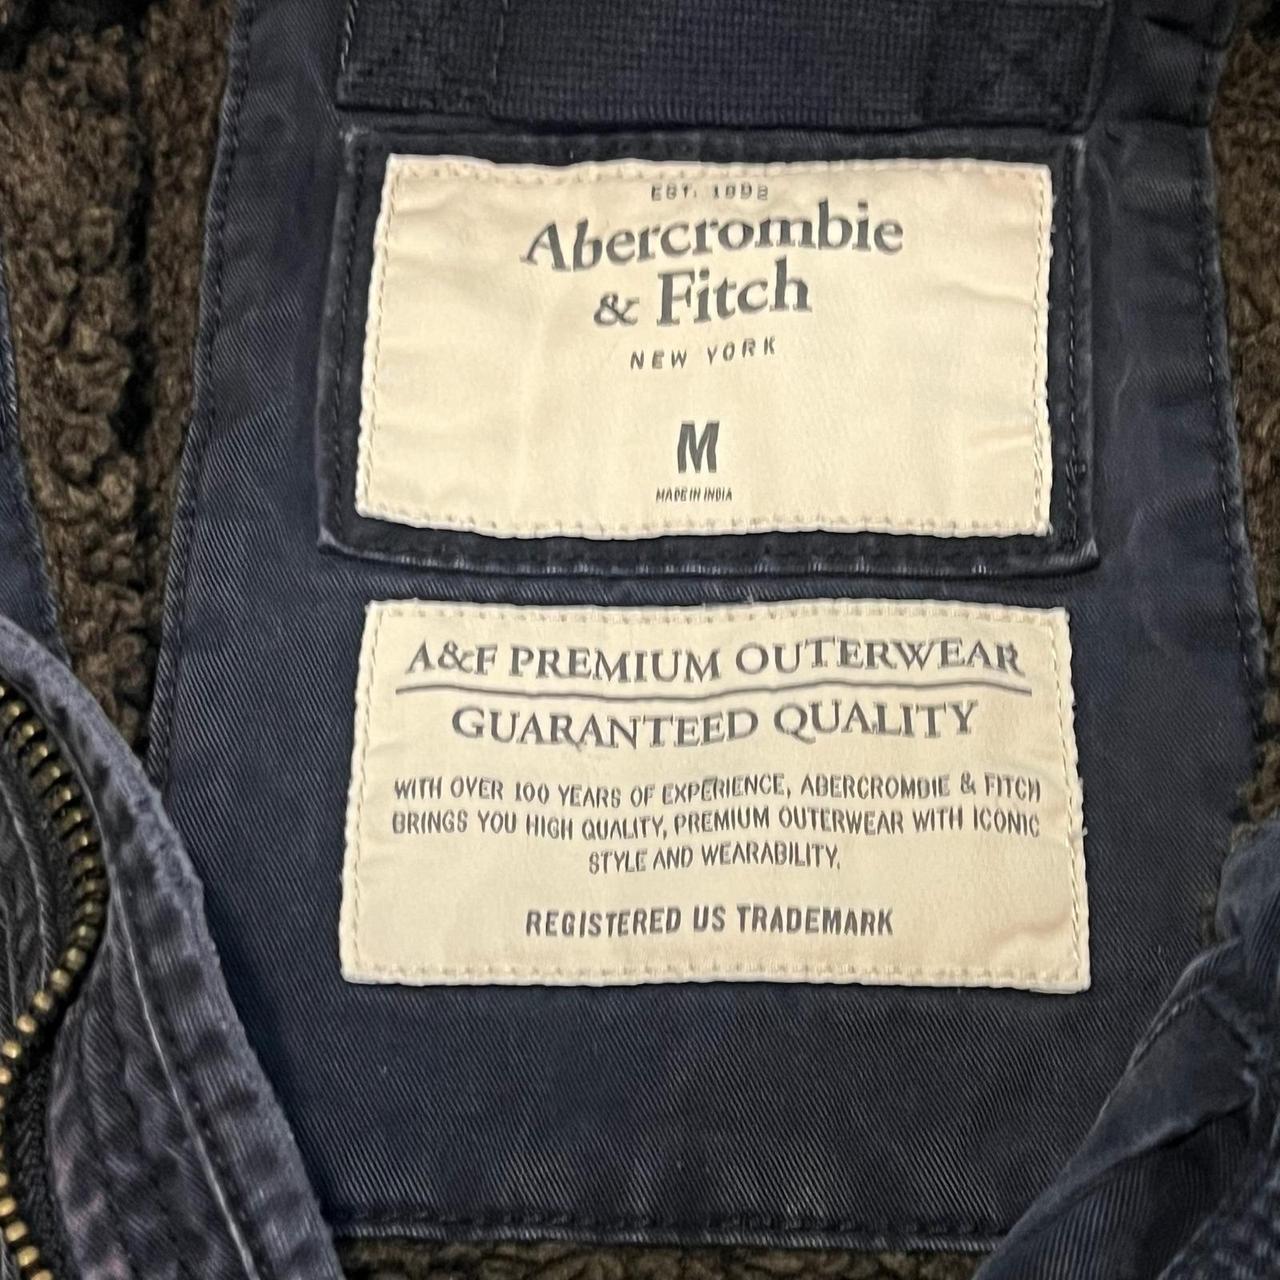 EST. 1892
Abercrombie
& Fitch
NEW YORK
M
MADE IN INDIA
A&F PREMIUM OUTERWEAR
GUARANTEED QUALITY
WITH OVER 100 YEARS OF EXPERIENCE, ABERCROMBIE & FITCH
BRINGS YOU HIGH QUALITY, PREMIUM OUTERWEAR WITH ICONIC
STYLE AND WEARABILITY.
REGISTERED US TRADEMARK